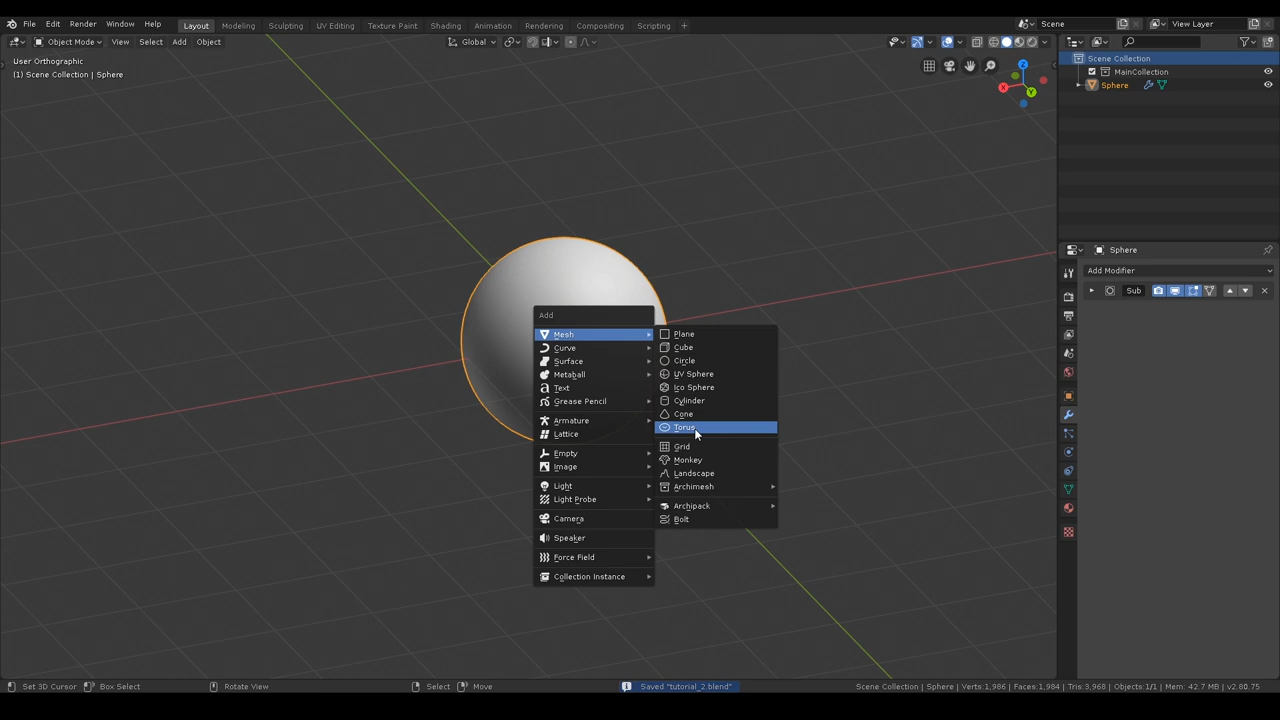 File Edit Render Window Help
Layout Modeling Sculpting UV Editing Texture Paint Shading Animation Rendering Compositing Scripting +
Scene
View Layer
Object Mode View Select Add Object
Global
User Orthographic
(1) Scene Collection | Sphere
Z
X
Y
Scene Collection
MainCollection
Sphere
Sphere
Add Modifier
Sub
Add
Mesh
Curve
Surface
Metaball
Text
Grease Pencil
Armature
Lattice
Empty
Image
Light
Light Probe
Camera
Speaker
Force Field
Collection Instance
Plane
Cube
Circle
UV Sphere
Ico Sphere
Cylinder
Cone
Torus
Grid
Monkey
Landscape
Archimesh
Archipack
Bolt
Set 3D Cursor Box Select Rotate View Select Move Saved "tutorial_2.blend" Scene Collection | Sphere | Verts:1,986 | Faces:1,984 | Tris:3,968 | Objects:1/1 | Mem: 42.7 MB | v2.80.75